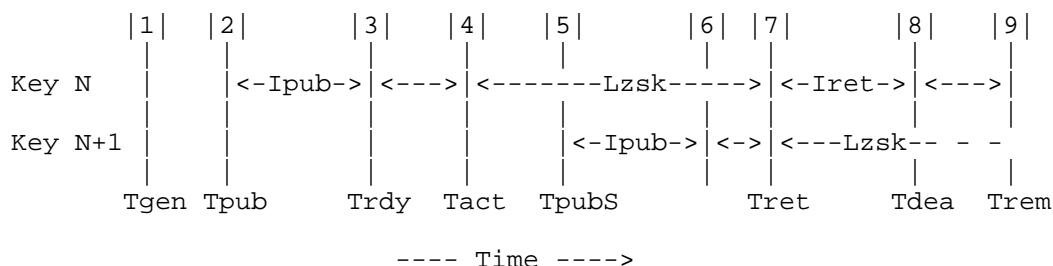 |1| |2| |3| |4| |5| |6| |7| |8| |9|
| | | | | | | | |
Key N | |<-Ipub->|<--->|<-------Lzsk----->|<-Iret->|<--->|
| | | | | | | | |
Key N+1 | | | | |<-Ipub->|<->|<---Lzsk-- - -
| | | | | | | | |
Tgen Tpub Trdy Tact TpubS Tret Tdea Trem
---- Time ---->